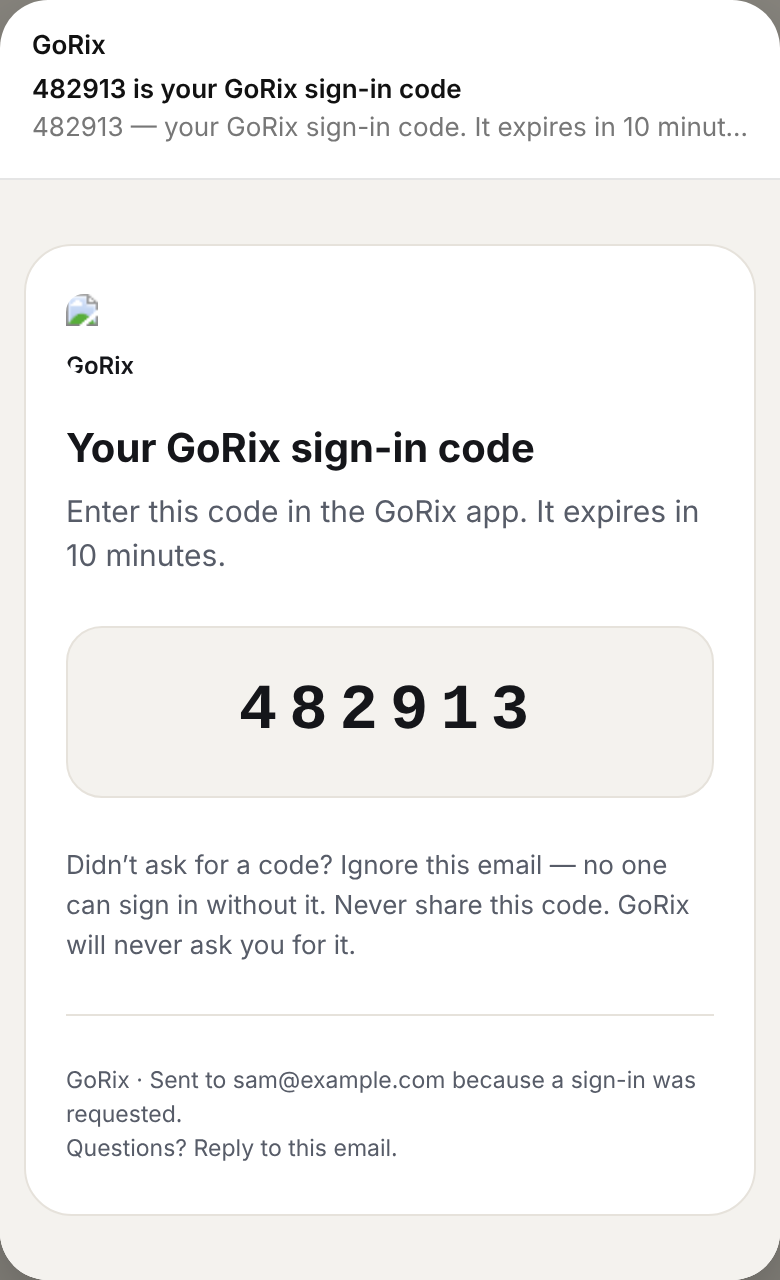 GoRix
482913 is your GoRix sign-in code
482913 — your GoRix sign-in code. It expires in 10 minut...
GoRix
Your GoRix sign-in code
Enter this code in the GoRix app. It expires in
10 minutes.
482913
Didn’t ask for a code? Ignore this email — no one
can sign in without it. Never share this code. GoRix
will never ask you for it.
GoRix · Sent to sam@example.com because a sign-in was
requested.
Questions? Reply to this email.